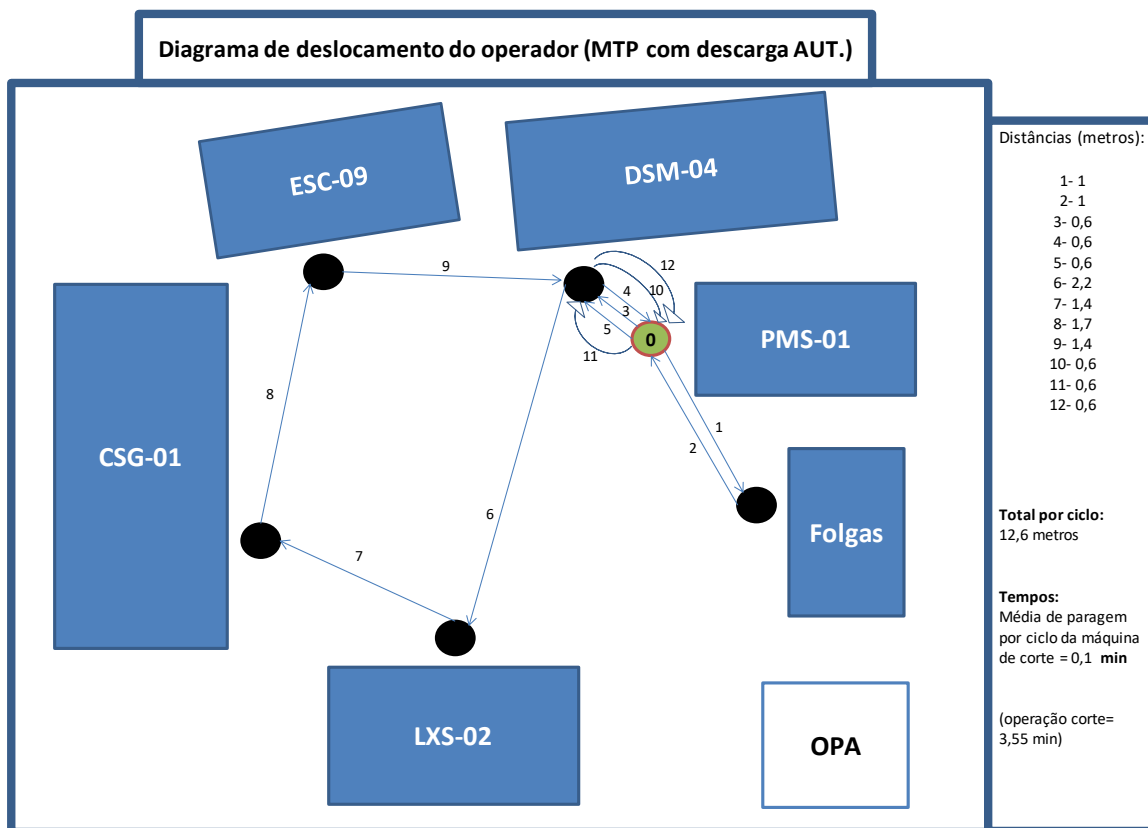 Diagrama de deslocamento do operador (MTP com descarga AUT.)
ESC-09
DSM-04
9
12
4
10
3
5
0
11
PMS-01
8
1
2
CSG-01
6
Folgas
7
LXS-02
OPA
Distâncias (metros):
1- 1
2- 1
3- 0,6
4- 0,6
5- 0,6
6- 2,2
7- 1,4
8- 1,7
9- 1,4
10- 0,6
11- 0,6
12- 0,6
Total por ciclo:
12,6 metros
Tempos:
Média de paragem
por ciclo da máquina
de corte = 0,1 min
(operação corte=
3,55 min)